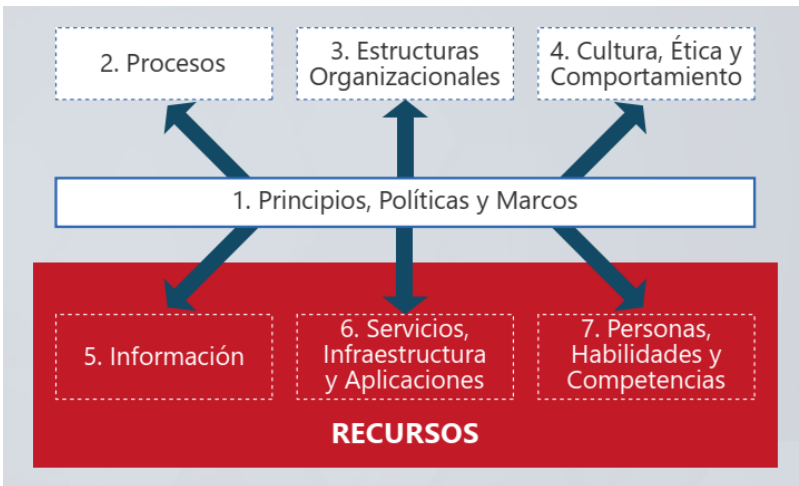 2. Procesos
3. Estructuras
Organizacionales
4. Cultura, Ética y
Comportamiento
1. Principios, Políticas y Marcos
5. Información
6. Servicios,
Infraestructura
y Aplicaciones
7. Personas,
Habilidades y
Competencias
RECURSOS